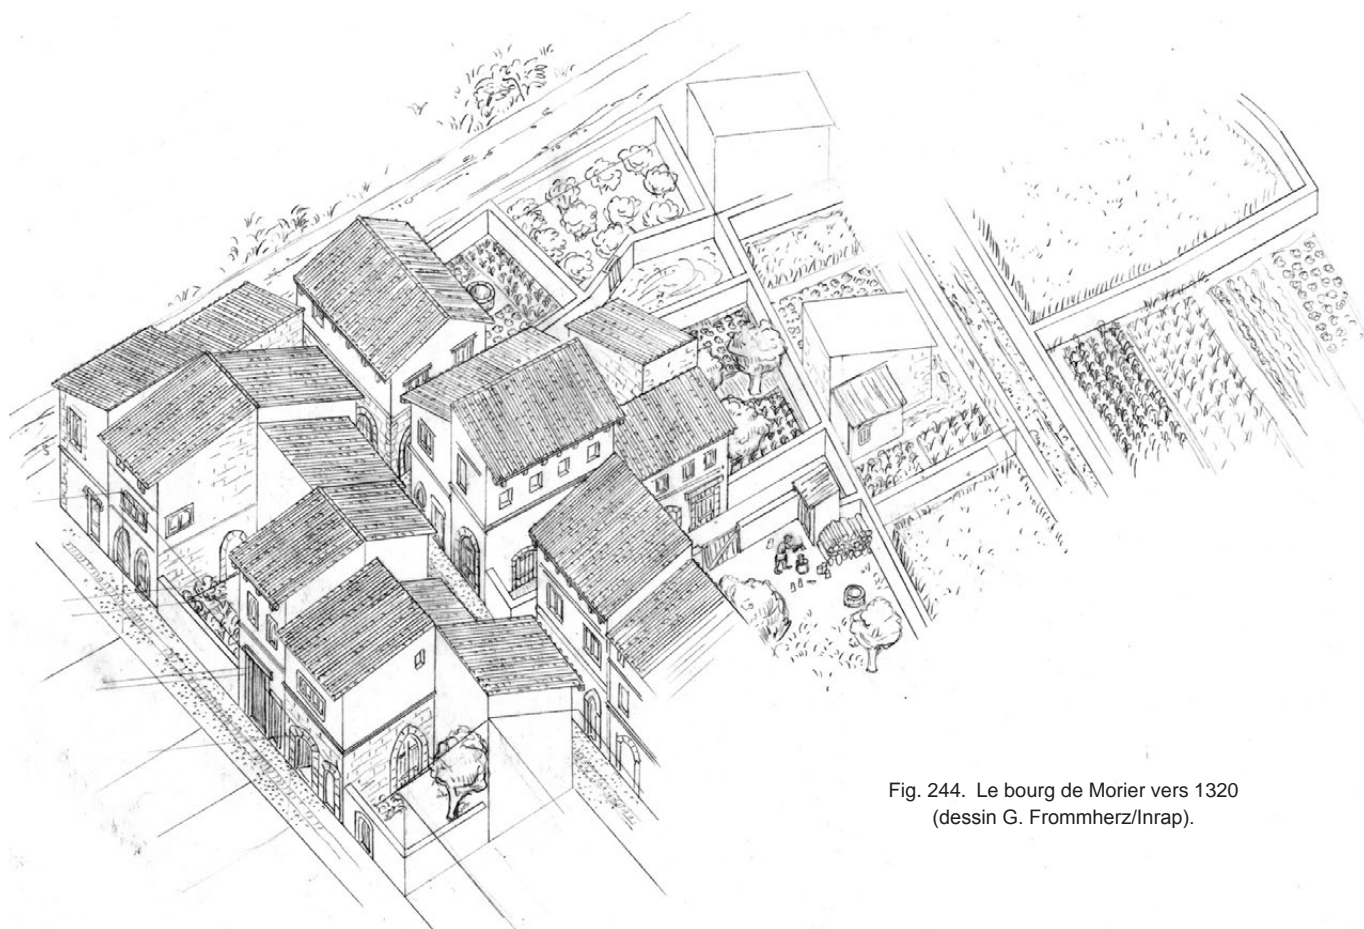 Fig. 244. Le bourg de Morier vers 1320
(dessin G. Frommherz/Inrap).